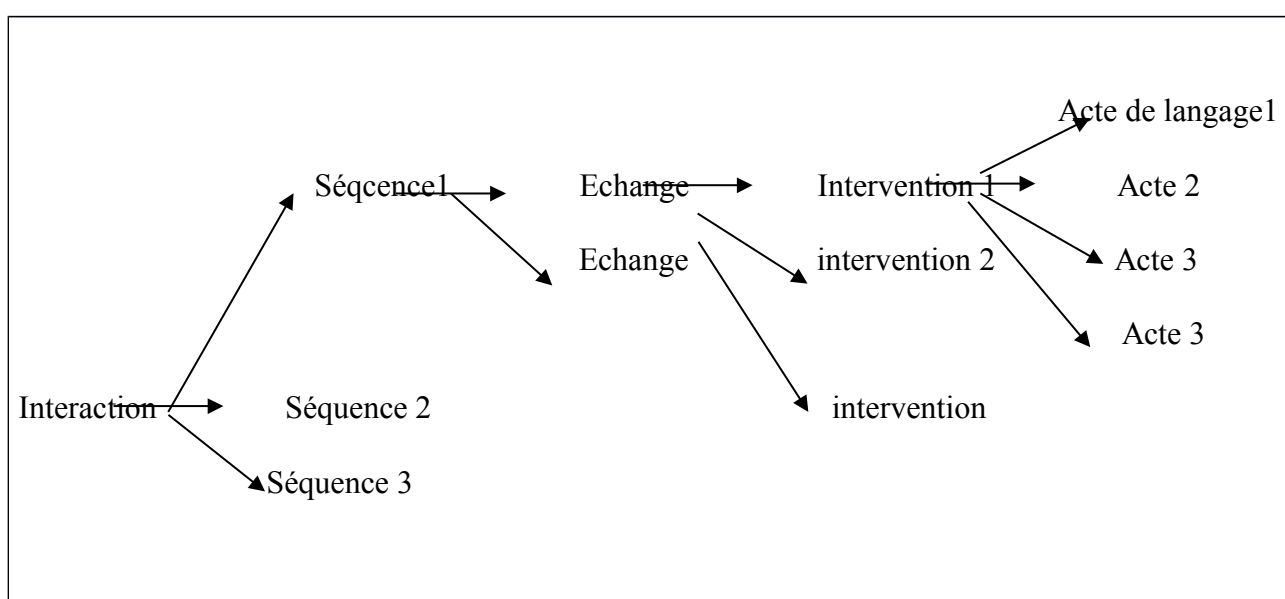 Acte de langage1
Séqcence1 Echange Intervention 1 Acte 2
Echange intervention 2 Acte 3
Acte 3
Interaction Séquence 2 intervention
Séquence 3